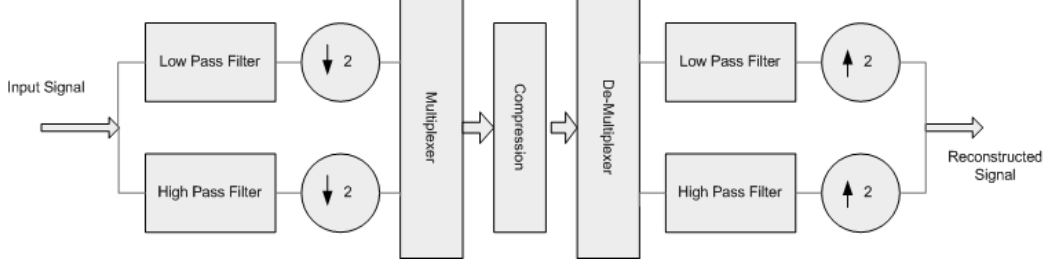 Input Signal
Low Pass Filter
2
High Pass Filter
2
Multiplexer
Compression
De-Multiplexer
Low Pass Filter
2
High Pass Filter
2
Reconstructed
Signal